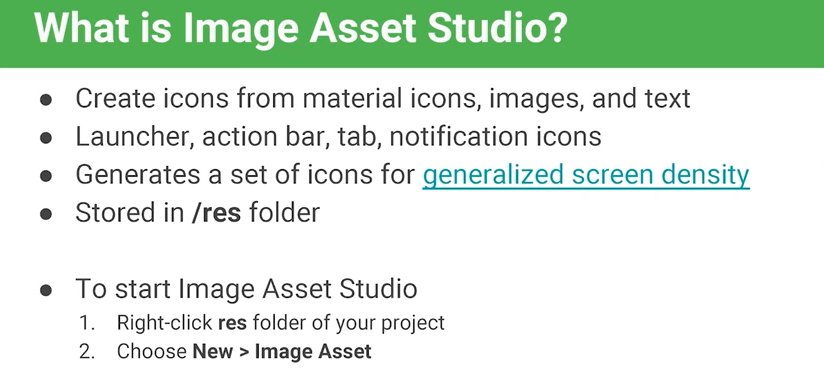 What is Image Asset Studio?
● Create icons from material icons, images, and text
● Launcher, action bar, tab, notification icons
● Generates a set of icons for generalized screen density
● Stored in /res folder
● To start Image Asset Studio
1. Right-click res folder of your project
2. Choose New > Image Asset